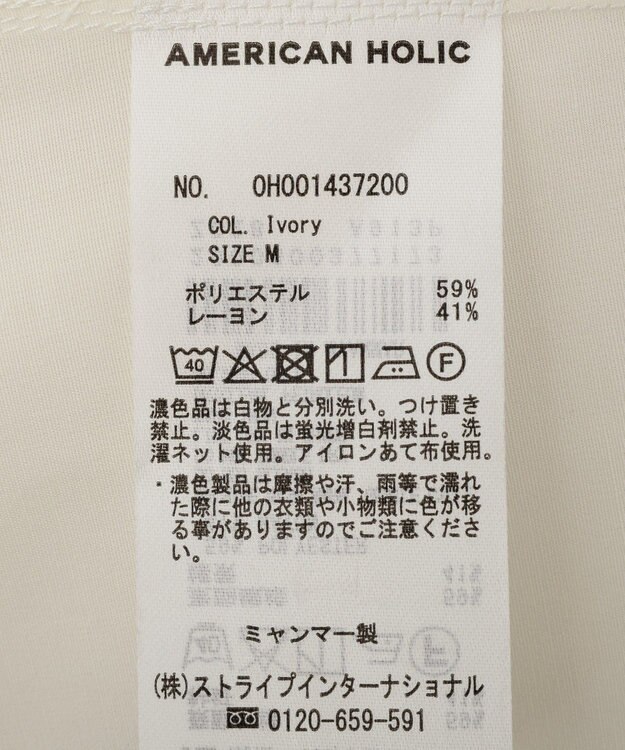 AMERICAN HOLIC
NO. OH001437200
COL. Ivory
SIZE M
ポリエステル 59%
レーヨン 41%
40 F
濃色品は白物と分別洗い。つけ置き
禁止。淡色品は蛍光増白剤禁止。洗
濯ネット使用。アイロンあて布使用。
・濃色製品は摩擦や汗、雨等で濡れ
た際に他の衣類や小物類に色が移
る事がありますのでご注意くださ
い。
ミャンマー製
(株)ストライプインターナショナル
0120-659-591